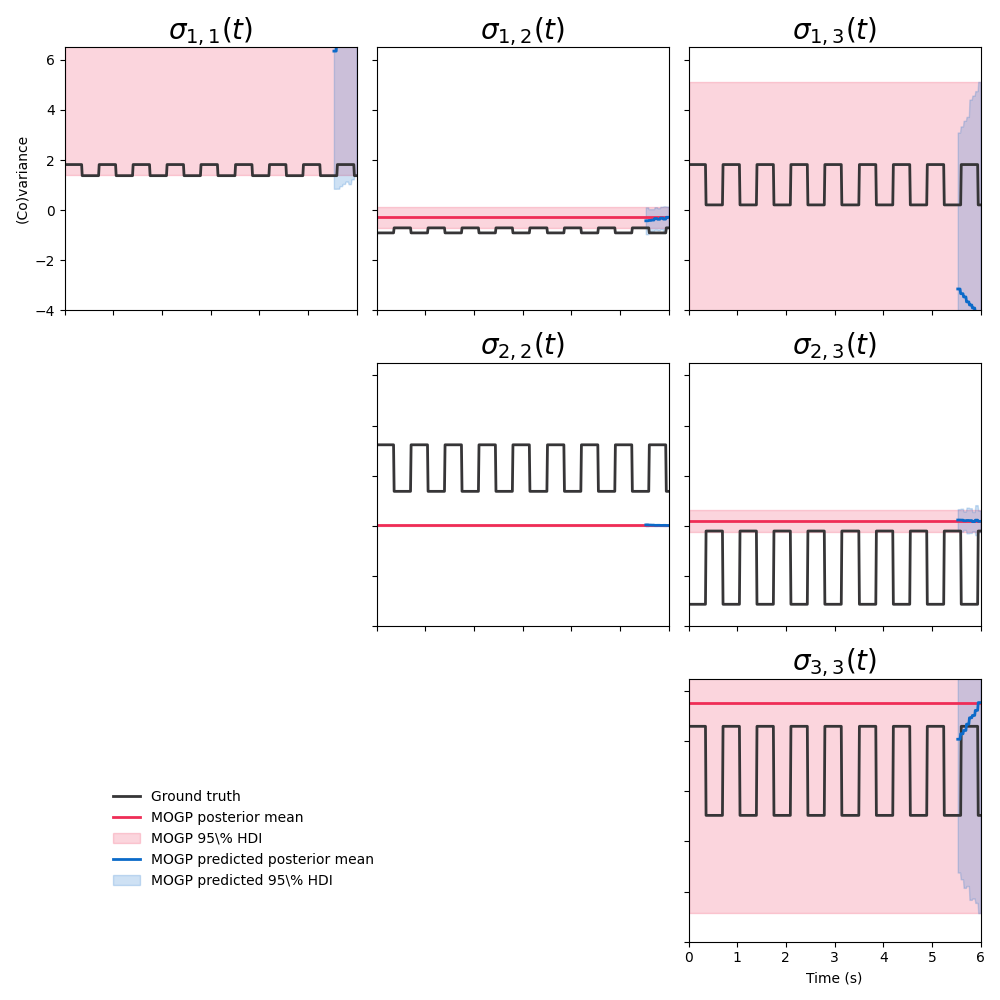 σ1,1(t)
σ1,2(t)
σ1,3(t)
6
4
2
0
−2
−4
(Co)variance
σ2,2(t)
σ2,3(t)
σ3,3(t)
Ground truth
MOGP posterior mean
MOGP 95\% HDI
MOGP predicted posterior mean
MOGP predicted 95\% HDI
0 1 2 3 4 5 6
Time (s)